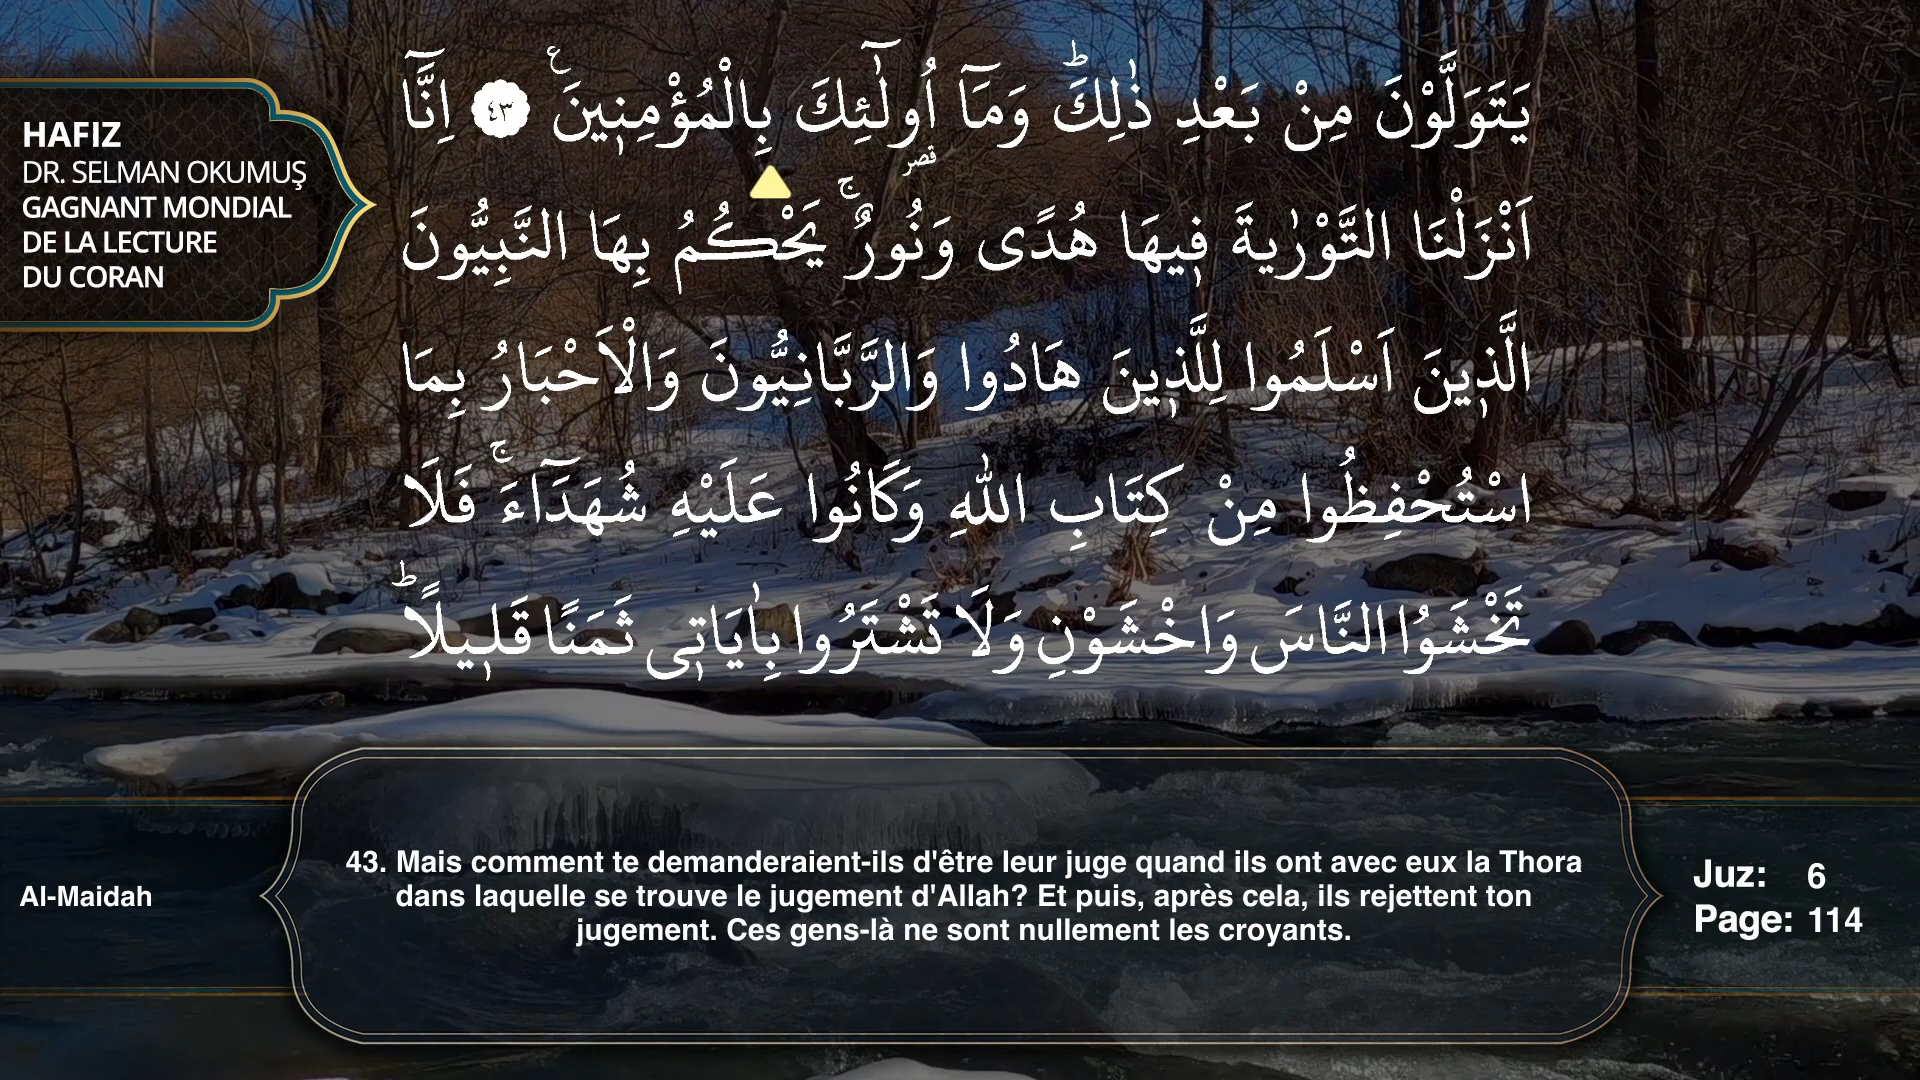 يَتَوَلَّوْنَ مِنْ بَعْدِ ذٰلِكَؕ وَمَٓا اُو۬لٰٓئِكَ بِالْمُؤْمِن۪ينَۚ ﴿٤٣﴾ اِنَّٓا
اَنْزَلْنَا التَّوْرٰيةَ ف۪يهَا هُدًى وَنُورٌۚ يَحْكُمُ بِهَا النَّبِيُّونَ
الَّذ۪ينَ اَسْلَمُوا لِلَّذ۪ينَ هَادُوا وَالرَّبَّانِيُّونَ وَالْاَحْبَارُ بِمَا
اسْتُحْفِظُوا مِنْ كِتَابِ اللّٰهِ وَكَانُوا عَلَيْهِ شُهَدَٓاءَۚ فَلَا
تَخْشَوُا النَّاسَ وَاخْشَوْنِ وَلَا تَشْتَرُوا بِاٰيَات۪ى ثَمَنًا قَل۪يلًاؕ
قصر
HAFIZ
DR. SELMAN OKUMUŞ
GAGNANT MONDIAL
DE LA LECTURE
DU CORAN
43. Mais comment te demanderaient-ils d'être leur juge quand ils ont avec eux la Thora
dans laquelle se trouve le jugement d'Allah? Et puis, après cela, ils rejettent ton
jugement. Ces gens-là ne sont nullement les croyants.
Al-Maidah
Juz: 6
Page: 114